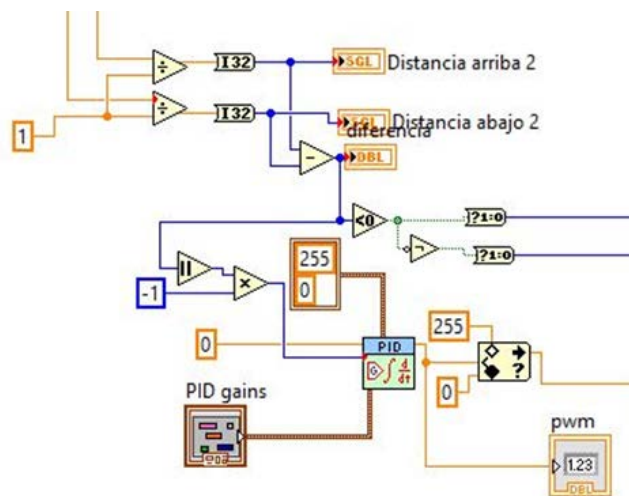 I32
SGL
Distancia arriba 2
I32
SGL
Distancia abajo 2
1
diferencia
DBL
<0
?1:0
255
0
?1:0
-1
0
255
PID
0
PID gains
pwm
1.23
DBL